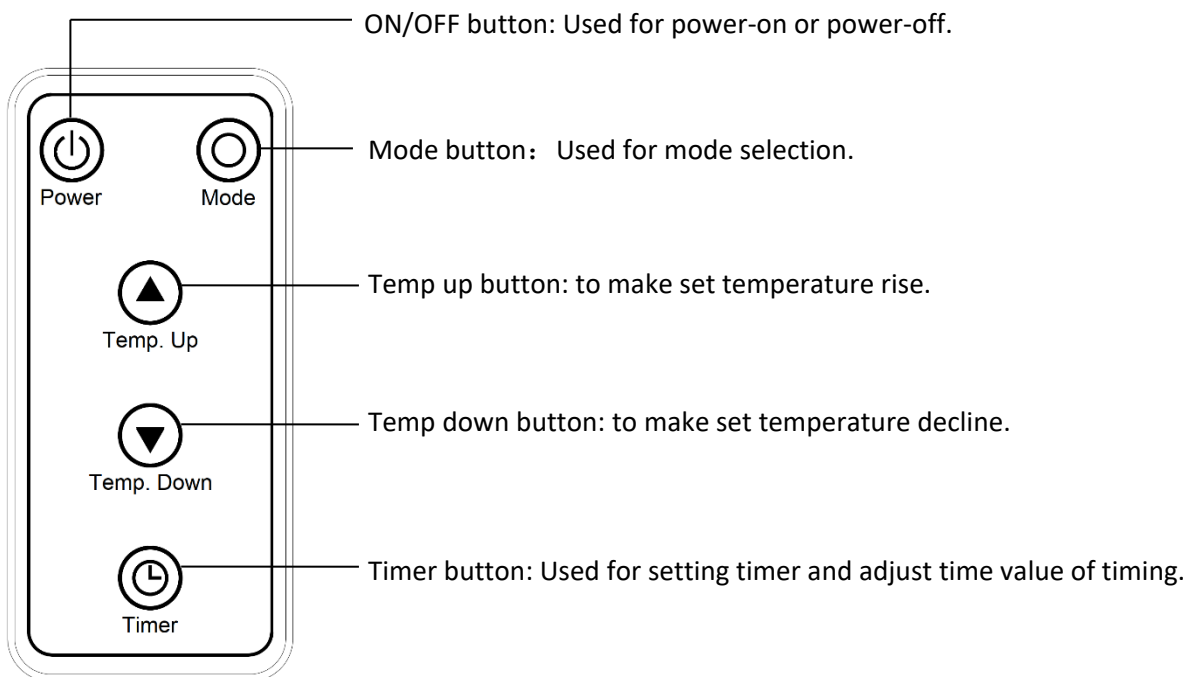 ON/OFF button: Used for power-on or power-off.
Mode button： Used for mode selection.
Power
Mode
Temp up button: to make set temperature rise.
Temp. Up
Temp down button: to make set temperature decline.
Temp. Down
Timer button: Used for setting timer and adjust time value of timing.
Timer